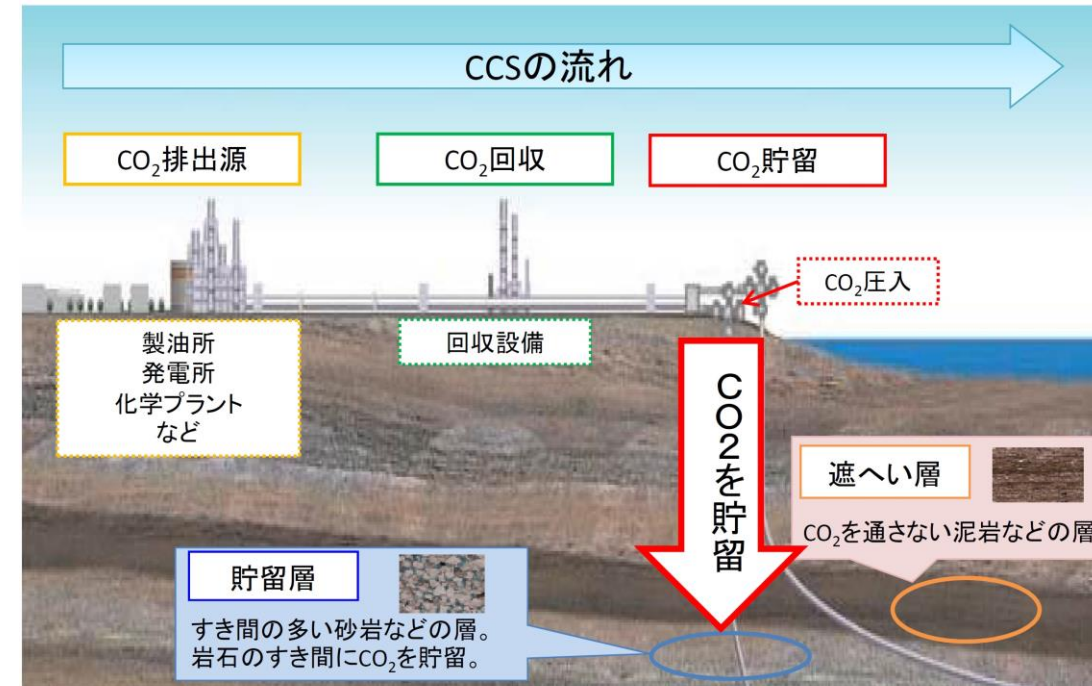 CCSの流れ
CO₂排出源
CO₂回収
CO₂貯留
CO₂圧入
製油所
発電所
化学プラント
など
回収設備
CO2を貯留
遮へい層
CO₂を通さない泥岩などの層
貯留層
すき間の多い砂岩などの層。
岩石のすき間にCO₂を貯留。